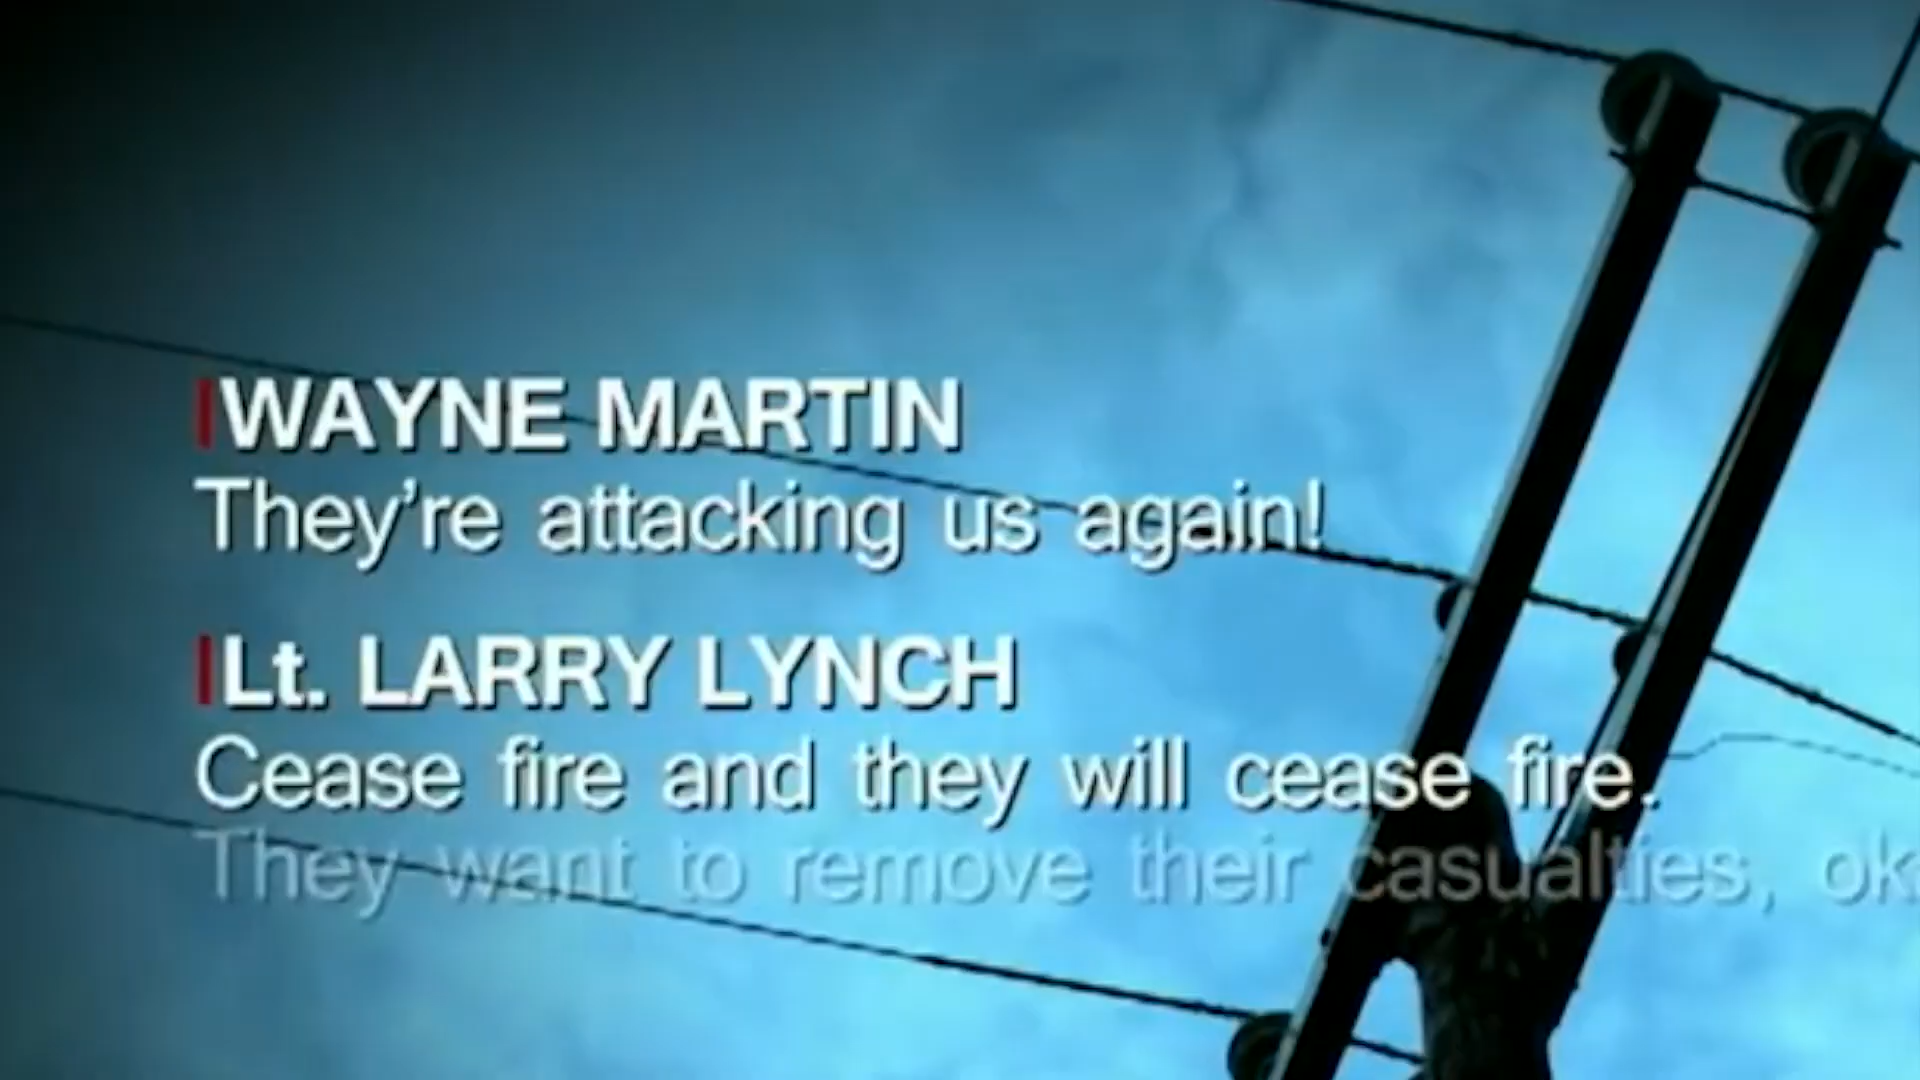 WAYNE MARTIN
They're attacking us again!
Lt. LARRY LYNCH
Cease fire and they will cease fire.
They want to remove their casualties,